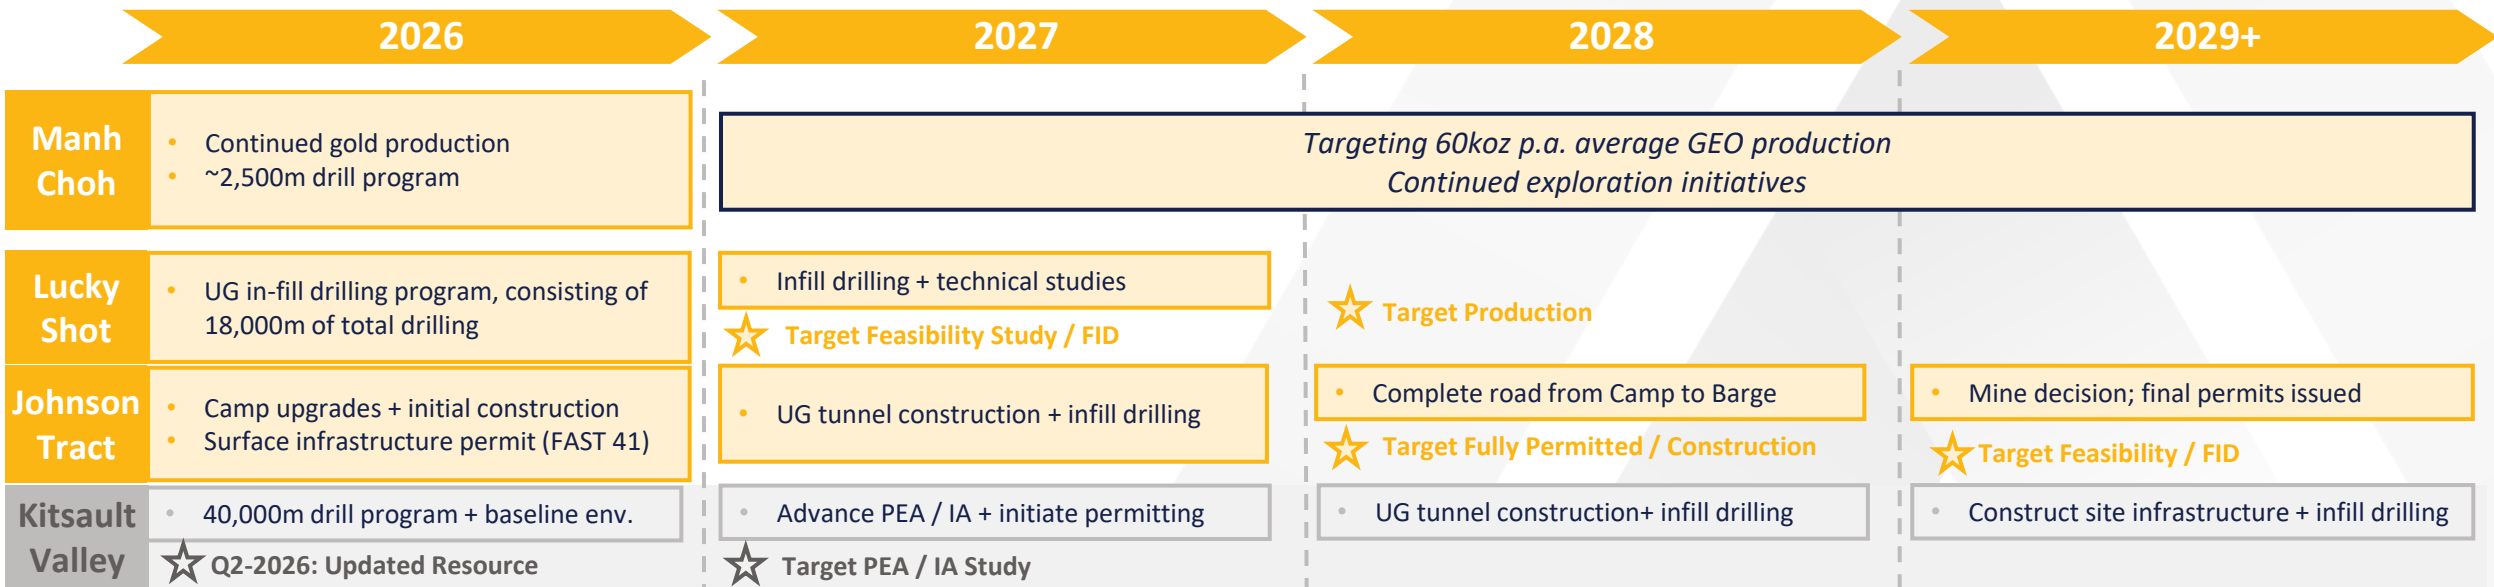 2026
2027
2028
2029+
Manh
Choh
• Continued gold production
• ~2,500m drill program
Targeting 60koz p.a. average GEO production
Continued exploration initiatives
Lucky
Shot
• UG in-fill drilling program, consisting of
18,000m of total drilling
• Infill drilling + technical studies
Target Feasibility Study / FID
Target Production
Johnson
Tract
• Camp upgrades + initial construction
• Surface infrastructure permit (FAST 41)
• UG tunnel construction + infill drilling
• Complete road from Camp to Barge
Target Fully Permitted / Construction
• Mine decision; final permits issued
Target Feasibility / FID
Kitsault
Valley
• 40,000m drill program + baseline env.
Q2-2026: Updated Resource
• Advance PEA / IA + initiate permitting
Target PEA / IA Study
• UG tunnel construction+ infill drilling
• Construct site infrastructure + infill drilling